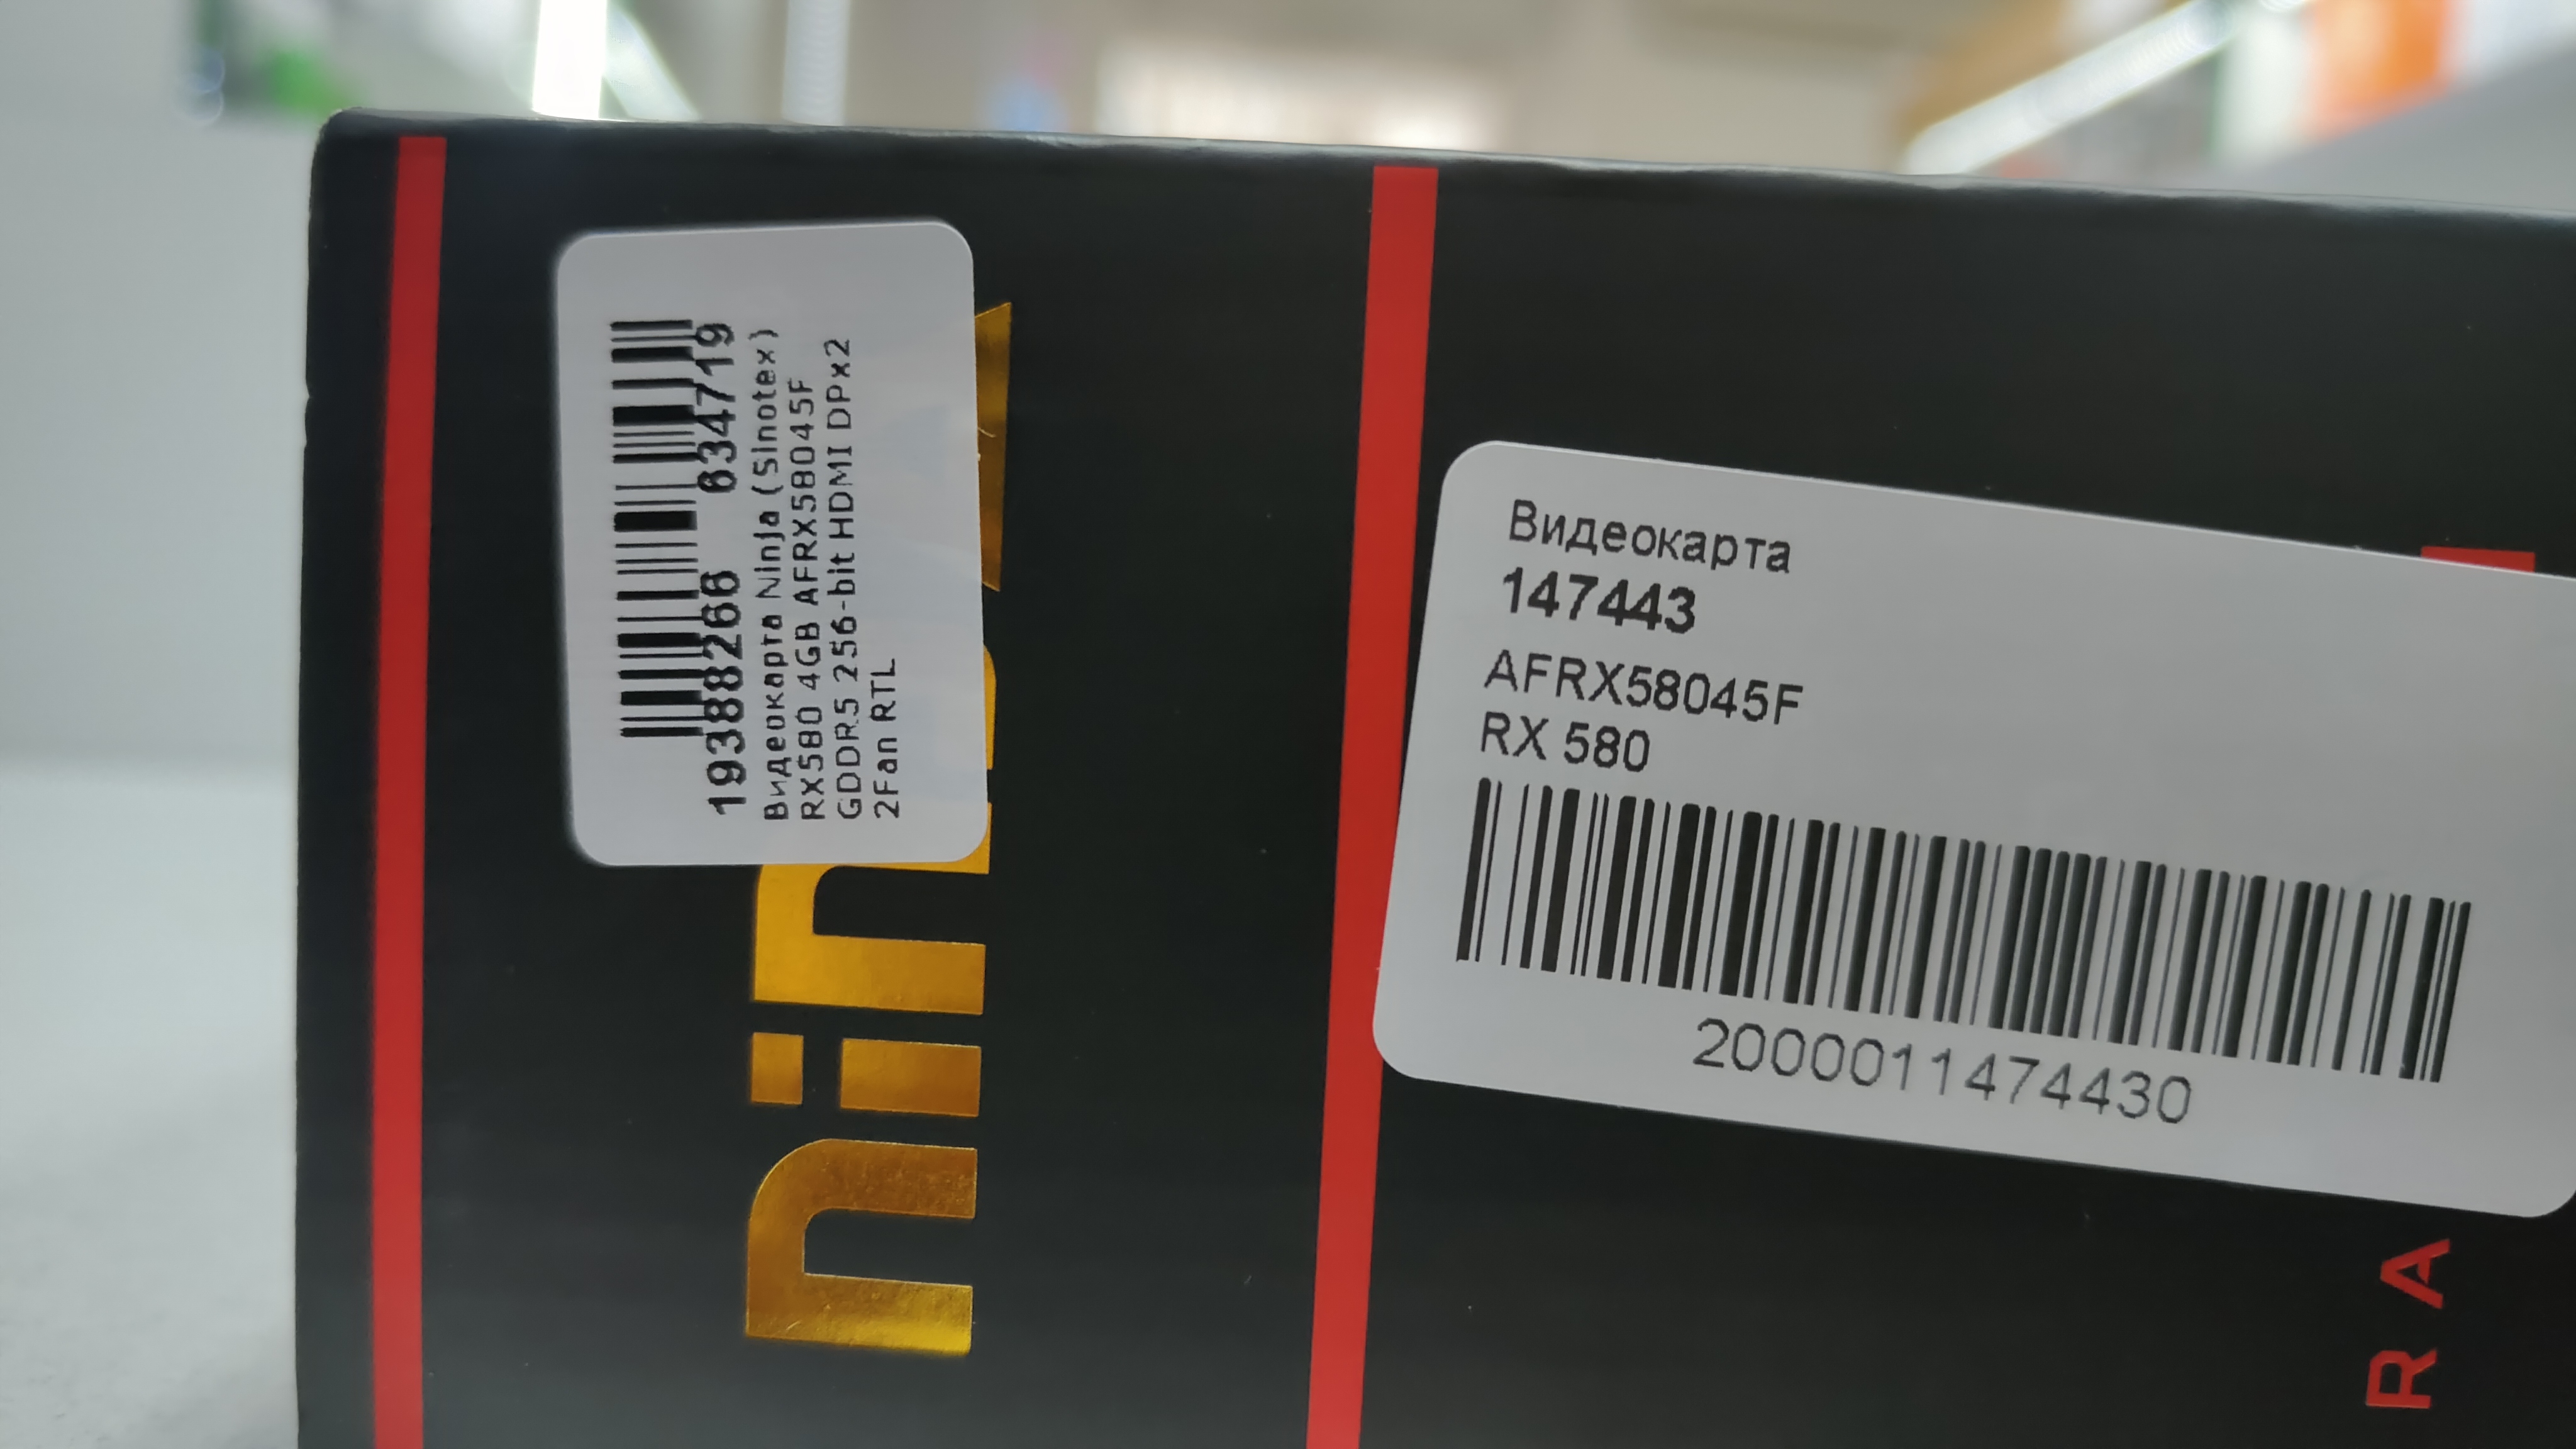 19388266 634719
Видеокарта Ninja (Sinotex)
RX580 4GB AFRX58045F
GDDR5 256-bit HDMI DPx2
2Fan RTL
Видеокарта
147443
AFRX58045F
RX 580
2000011474430